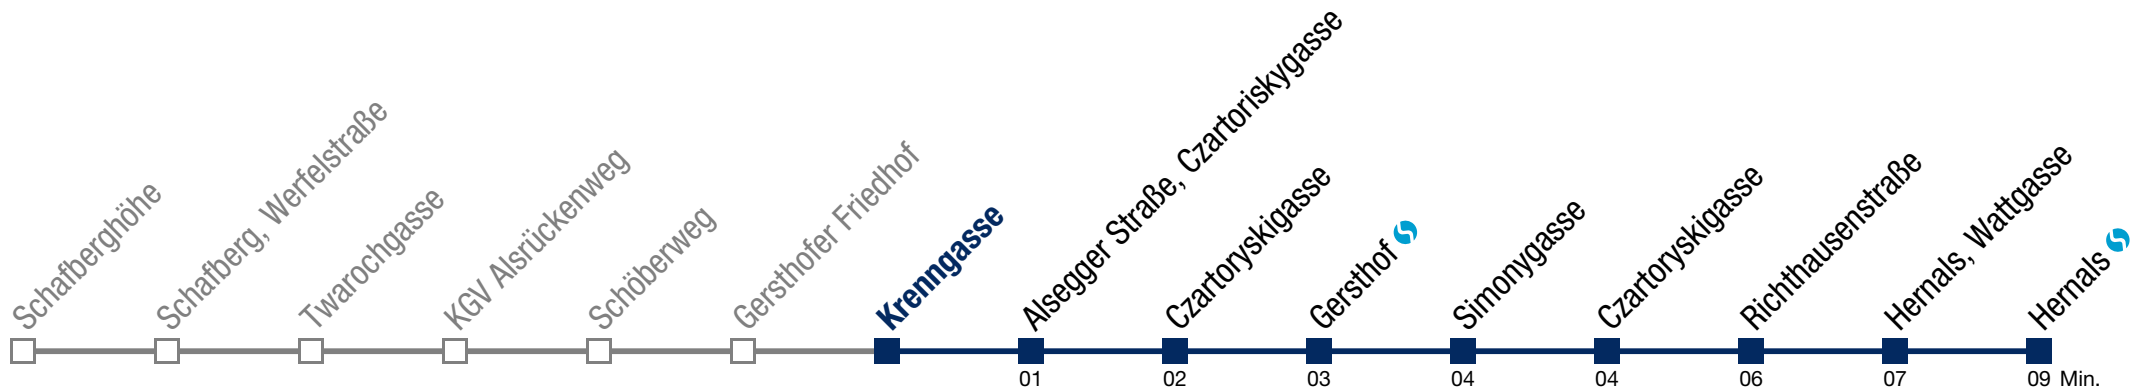 Schafberghöhe
Schafberg, Werfelstraße
Twarochgasse
KGV Alsrückenweg
Schöberweg
Gersthofer Friedhof
Krenngasse
Alsegger Straße, Czartoriskygasse
Czartoryskigasse
Gersthof
Simonygasse
Czartoryskigasse
Richthausenstraße
Hernals, Wattgasse
Hernals
01 02 03 04 04 06 07 09 Min.